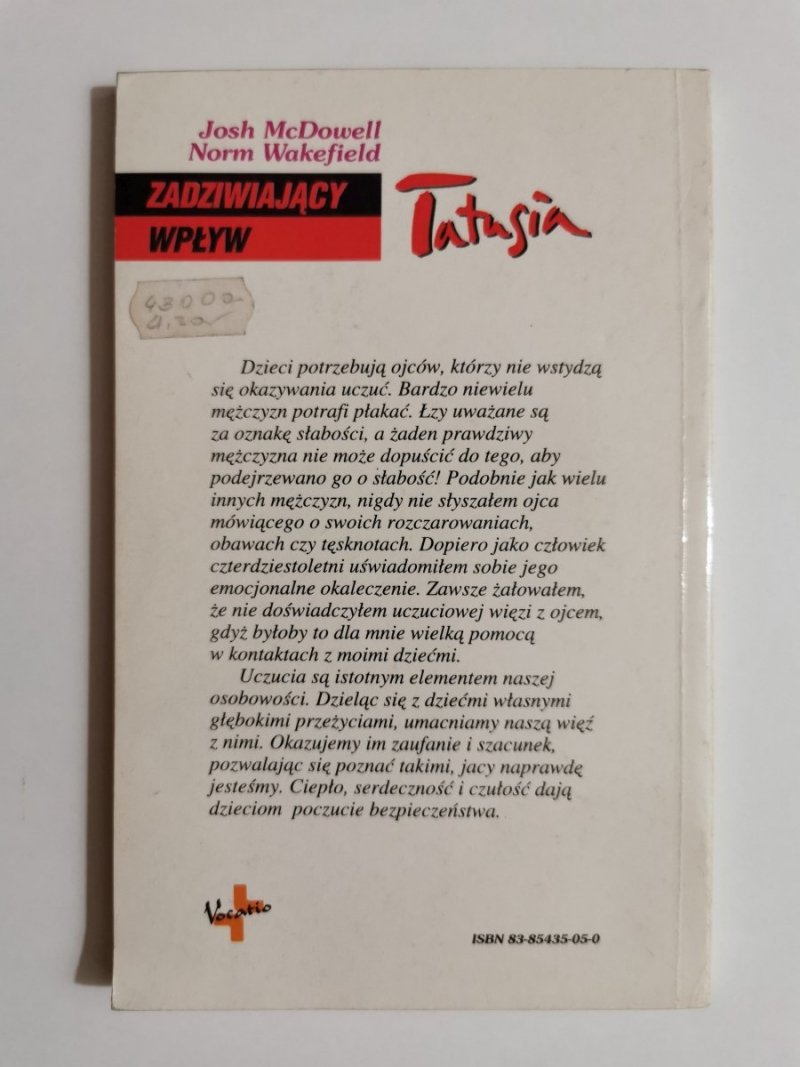 Josh McDowell
Norm Wakefield
ZADZIWIAJĄCY
WPŁYW
Tatusia
43000
4,30
Dzieci potrzebują ojców, którzy nie wstydzą
się okazywania uczuć. Bardzo niewielu
mężczyzn potrafi płakać. Łzy uważane są
za oznakę słabości, a żaden prawdziwy
mężczyzna nie może dopuścić do tego, aby
podejrzewano go o słabość! Podobnie jak wielu
innych mężczyzn, nigdy nie słyszałem ojca
mówiącego o swoich rozczarowaniach,
obawach czy tęsknotach. Dopiero jako człowiek
czterdziestoletni uświadomiłem sobie jego
emocjonalne okaleczenie. Zawsze żałowałem,
że nie doświadczyłem uczuciowej więzi z ojcem,
gdyż byłoby to dla mnie wielką pomocą
w kontaktach z moimi dziećmi.
Uczucia są istotnym elementem naszej
osobowości. Dzieląc się z dziećmi własnymi
głębokimi przeżyciami, umacniamy naszą więź
z nimi. Okazujemy im zaufanie i szacunek,
pozwalając się poznać takimi, jacy naprawdę
jesteśmy. Ciepło, serdeczność i czułość dają
dzieciom poczucie bezpieczeństwa.
Vocatio
ISBN 83-85435-05-0